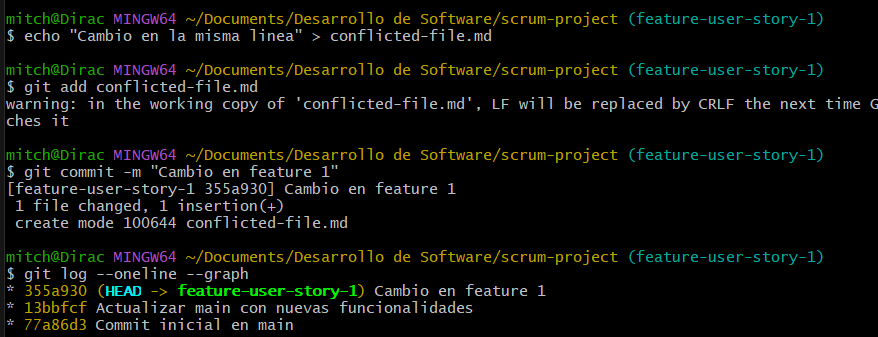 mitch@Dirac MINGW64 ~/Documents/Desarrollo de Software/scrum-project (feature-user-story-1)
$ echo "Cambio en la misma linea" > conflicted-file.md
mitch@Dirac MINGW64 ~/Documents/Desarrollo de Software/scrum-project (feature-user-story-1)
$ git add conflicted-file.md
warning: in the working copy of 'conflicted-file.md', LF will be replaced by CRLF the next time G
ches it
mitch@Dirac MINGW64 ~/Documents/Desarrollo de Software/scrum-project (feature-user-story-1)
$ git commit -m "Cambio en feature 1"
[feature-user-story-1 355a930] Cambio en feature 1
 1 file changed, 1 insertion(+)
 create mode 100644 conflicted-file.md
mitch@Dirac MINGW64 ~/Documents/Desarrollo de Software/scrum-project (feature-user-story-1)
$ git log --oneline --graph
* 355a930 (HEAD -> feature-user-story-1) Cambio en feature 1
* 13bbfcf Actualizar main con nuevas funcionalidades
* 77a86d3 Commit inicial en main